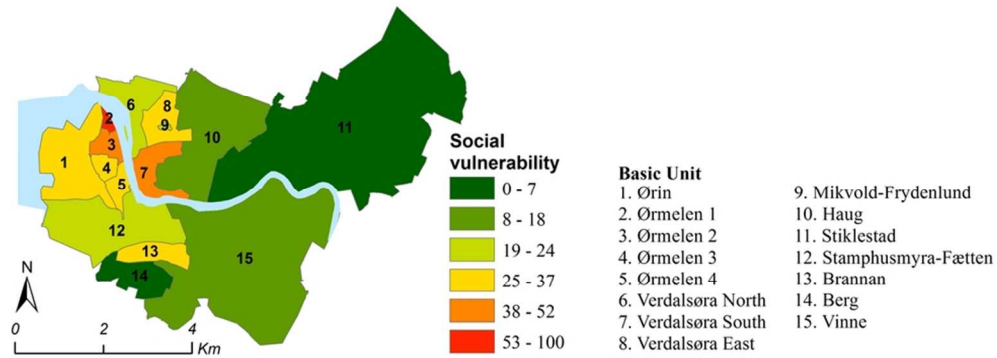 6
8
2
9
3
10
11
1
4
7
5
12
13
15
14
N
0 2 4
Km
Social
vulnerability
0 - 7
8 - 18
19 - 24
25 - 37
38 - 52
53 - 100
Basic Unit
1. Ørin
2. Ørmelen 1
3. Ørmelen 2
4. Ørmelen 3
5. Ørmelen 4
6. Verdalsøra North
7. Verdalsøra South
8. Verdalsøra East
9. Mikvold-Frydenlund
10. Haug
11. Stiklestad
12. Stamphusmyra-Fætten
13. Brannan
14. Berg
15. Vinne